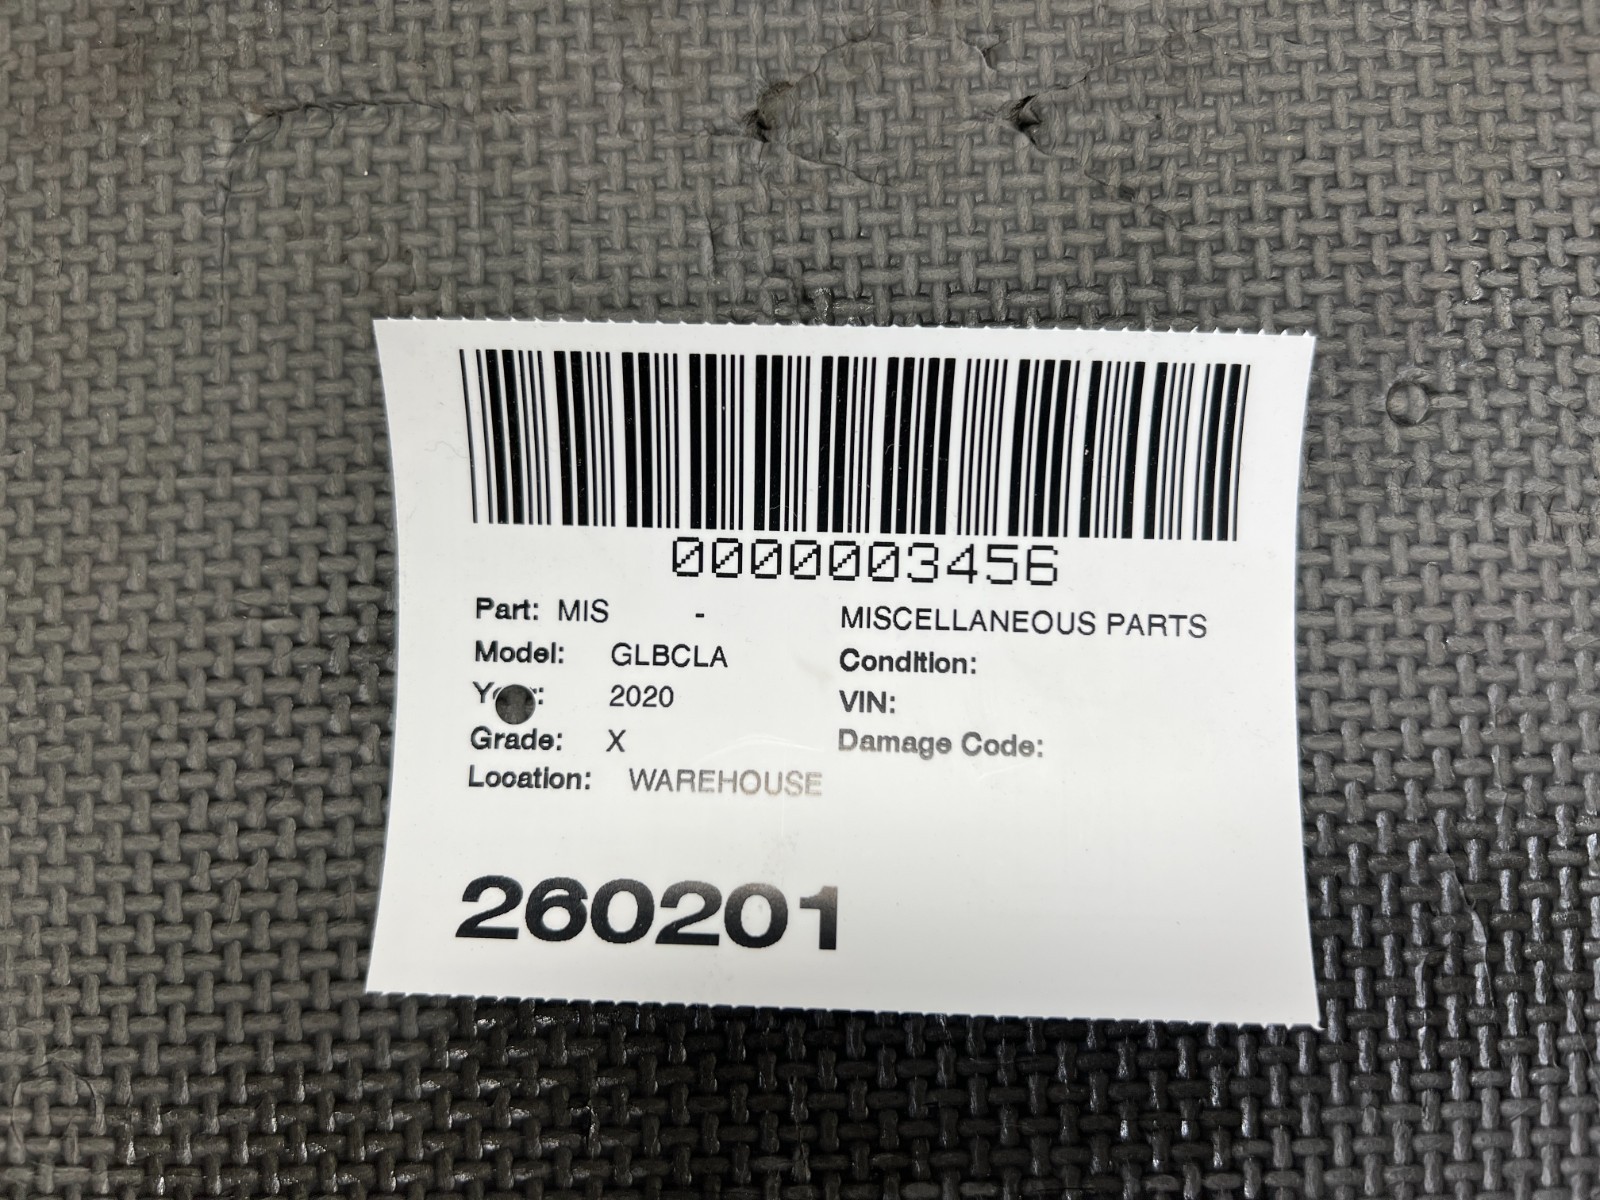 0000003456
Part: MIS - MISCELLANEOUS PARTS
Model: GLBCLA Condition:
2020 VIN:
Grade: X Damage Code:
Location: WAREHOUSE
260201